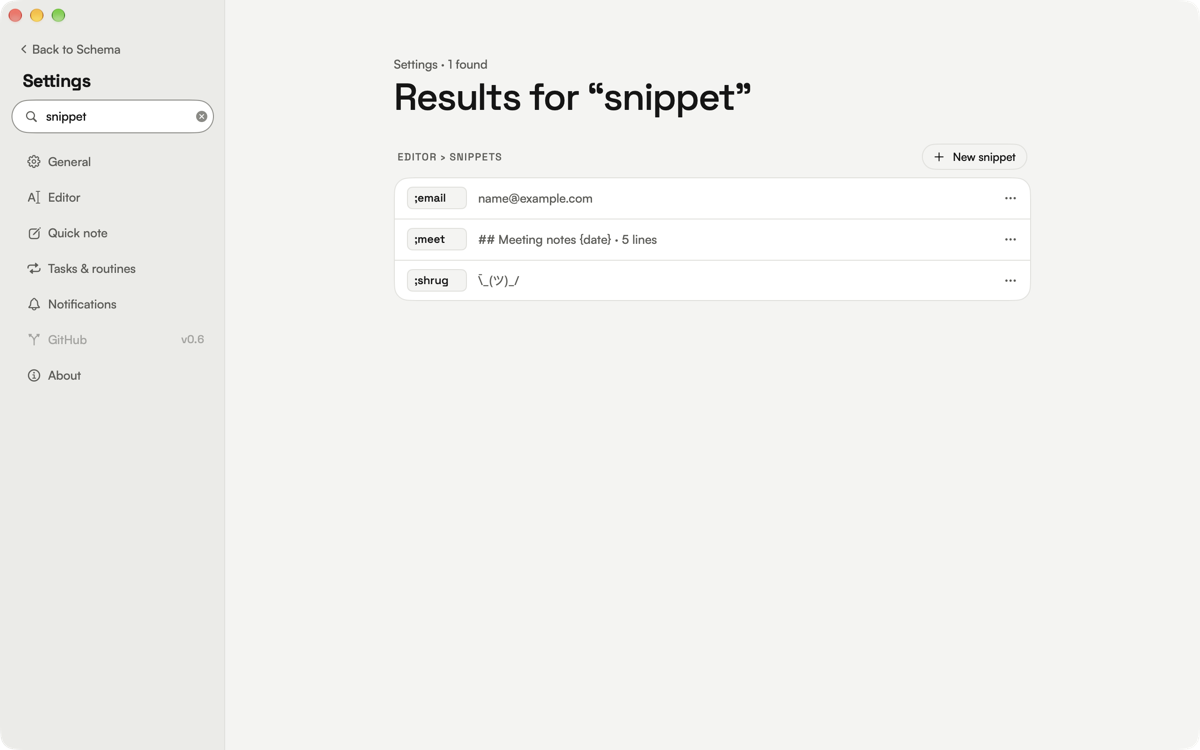 Back to Schema
Settings
snippet
General
Editor
Quick note
Tasks & routines
Notifications
GitHub v0.6
About
Settings · 1 found
Results for “snippet”
EDITOR > SNIPPETS
New snippet
;email name@example.com
;meet ## Meeting notes {date} · 5 lines
;shrug ¯\_(ツ)_/